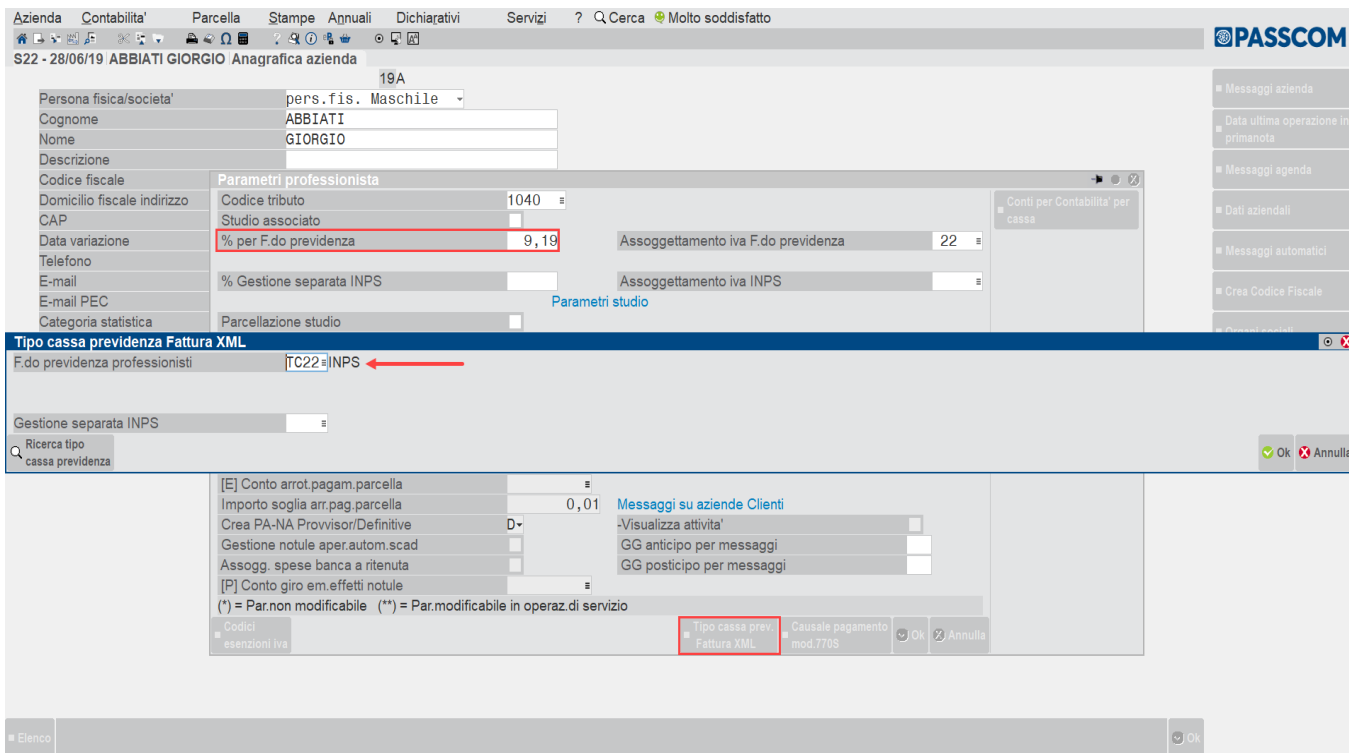 Azienda Contabilita' Parcella Stampe Annuali Dichiarativi Servizi ? Cerca Molto soddisfatto
PASSCOM
S22 - 28/06/19 ABBIATI GIORGIO Anagrafica azienda
19A
Persona fisica/societa' pers.fis. Maschile
Cognome ABBIATI
Nome GIORGIO
Descrizione
Codice fiscale
Domicilio fiscale indirizzo
CAP
Data variazione
Telefono
E-mail
E-mail PEC
Categoria statistica
Parametri professionista
Codice tributo 1040
Studio associato
% per F.do previdenza 9,19 Assoggettamento iva F.do previdenza 22
% Gestione separata INPS Assoggettamento iva INPS
Parametri studio
Parcellazione studio
Conti per Contabilita' per
cassa
Messaggi azienda
Data ultima operazione in
primanota
Messaggi agenda
Dati aziendali
Messaggi automatici
Crea Codice Fiscale
Organi sociali
Tipo cassa previdenza Fattura XML
F.do previdenza professionisti TC22 INPS
Gestione separata INPS
Ricerca tipo
cassa previdenza
Ok Annulla
[E] Conto arrot.pagam.parcella
Importo soglia arr.pag.parcella 0,01 Messaggi su aziende Clienti
Crea PA-NA Provvisor/Definitive D -Visualizza attivita'
Gestione notule aper.autom.scad GG anticipo per messaggi
Assogg. spese banca a ritenuta GG posticipo per messaggi
[P] Conto giro em.effetti notule
(*) = Par.non modificabile (**) = Par.modificabile in operaz.di servizio
Codici
esenzioni iva
Tipo cassa prev.
Fattura XML
Causale pagamento
mod.770S
Ok Annulla
Elenco
Ok